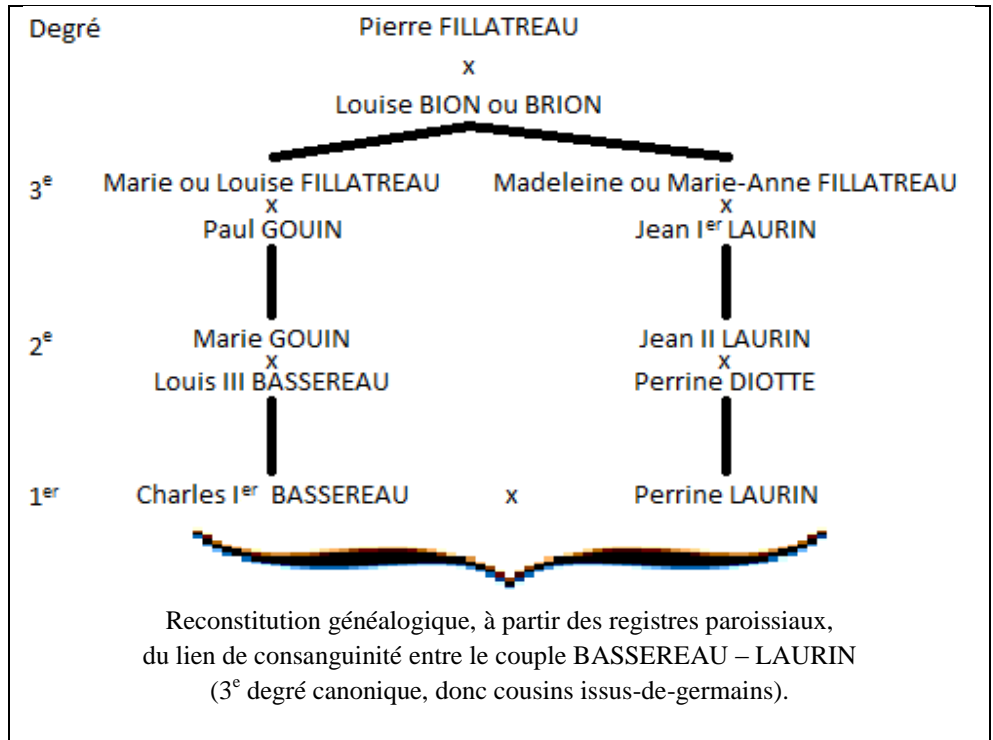 Degré Pierre FILLATREAU
x
Louise BION ou BRION
3e Marie ou Louise FILLATREAU Madeleine ou Marie-Anne FILLATREAU
x x
Paul GOUIN Jean Ier LAURIN
2e Marie GOUIN Jean II LAURIN
x x
Louis III BASSEREAU Perrine DIOTTE
1er Charles Ier BASSEREAU x Perrine LAURIN
Reconstitution généalogique, à partir des registres paroissiaux,
du lien de consanguinité entre le couple BASSEREAU – LAURIN
(3e degré canonique, donc cousins issus-de-germains).